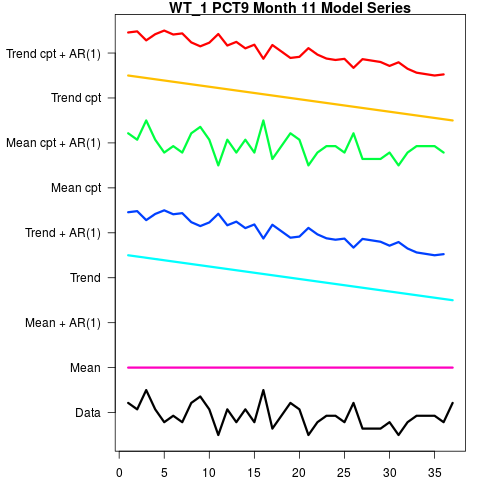 WT_1 PCT9 Month 11 Model Series
Trend cpt + AR(1)
Trend cpt
Mean cpt + AR(1)
Mean cpt
Trend + AR(1)
Trend
Mean + AR(1)
Mean
Data
0 5 10 15 20 25 30 35